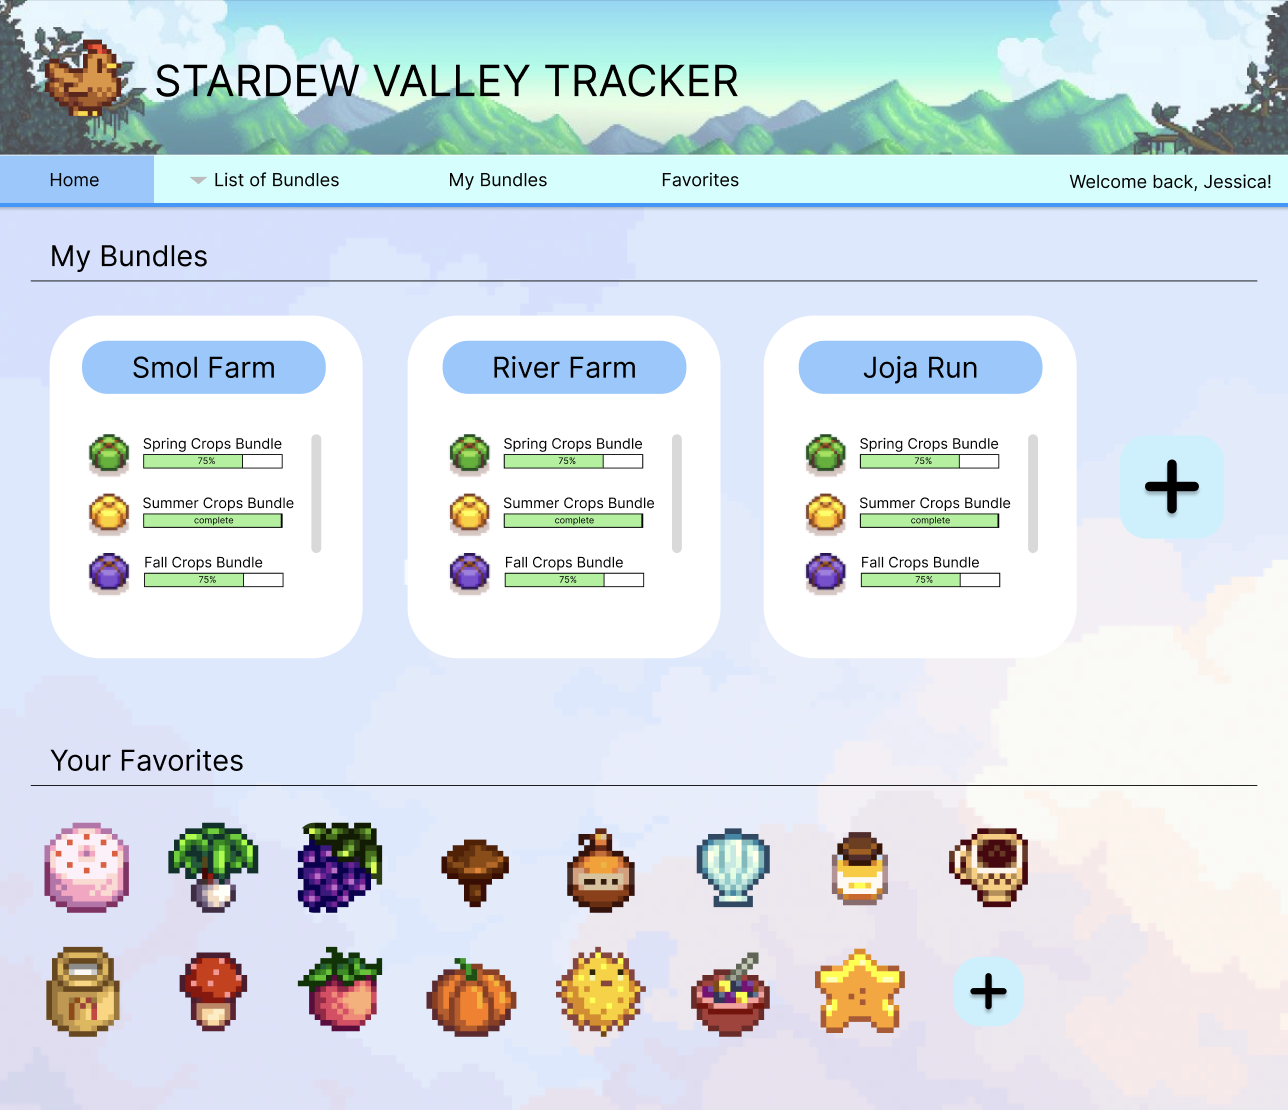 STARDEW VALLEY TRACKER
Home
List of Bundles
My Bundles
Favorites
Welcome back, Jessica!
My Bundles
Smol Farm
Spring Crops Bundle
75%
Summer Crops Bundle
complete
Fall Crops Bundle
75%
River Farm
Spring Crops Bundle
75%
Summer Crops Bundle
complete
Fall Crops Bundle
75%
Joja Run
Spring Crops Bundle
75%
Summer Crops Bundle
complete
Fall Crops Bundle
75%
Your Favorites